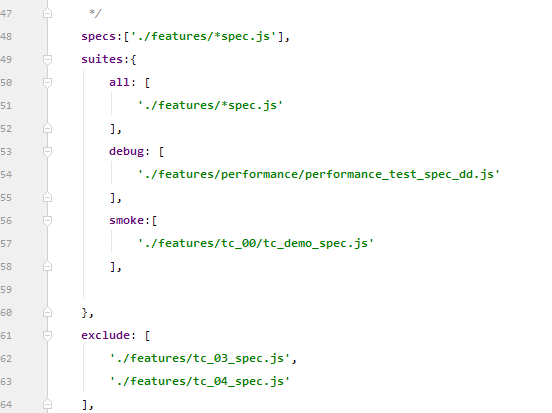 47 */
48 specs:['./features/*spec.js'],
49 suites:{
50 all: [
51 './features/*spec.js'
52 ],
53 debug: [
54 './features/performance/performance_test_spec_dd.js'
55 ],
56 smoke:[
57 './features/tc_00/tc_demo_spec.js'
58 ],
59
60 },
61 exclude: [
62 './features/tc_03_spec.js',
63 './features/tc_04_spec.js'
64 ],